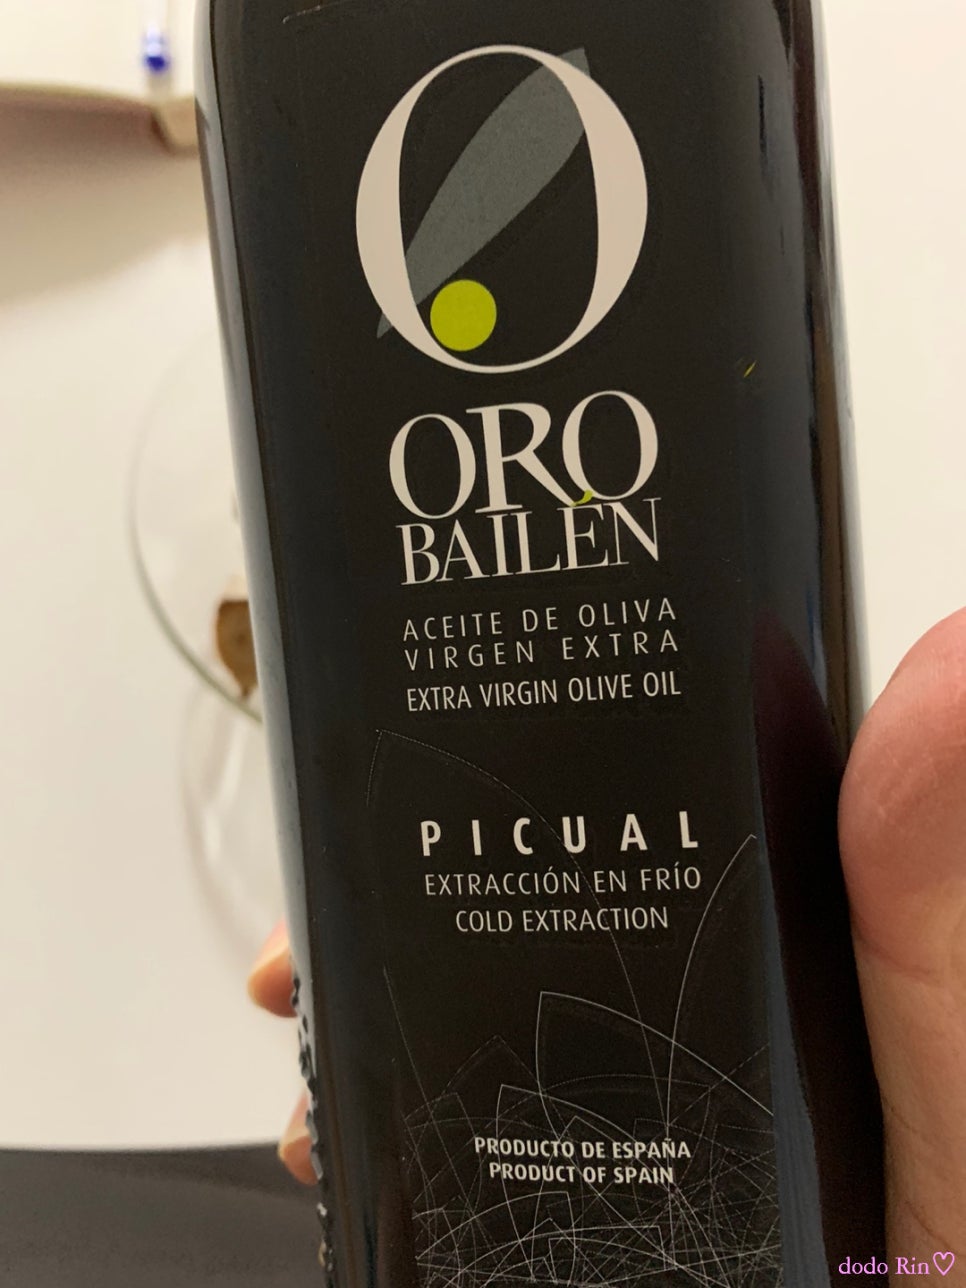 O
ORO
BAILÉN
ACEITE DE OLIVA
VIRGEN EXTRA
EXTRA VIRGIN OLIVE OIL
PICUAL
EXTRACCIÓN EN FRÍO
COLD EXTRACTION
PRODUCTO DE ESPAÑA
PRODUCT OF SPAIN
dodo Rin♡